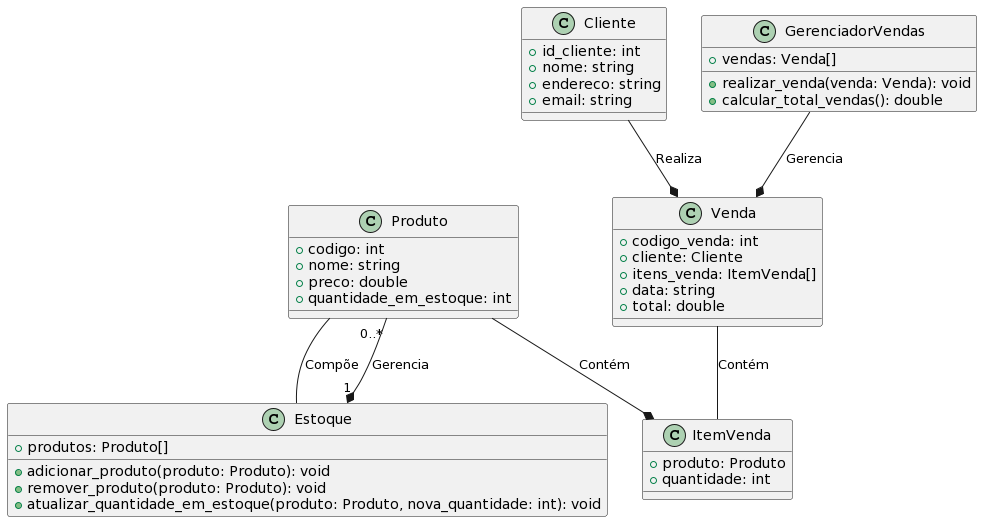 C Cliente
id_cliente: int
nome: string
endereco: string
email: string
C GerenciadorVendas
vendas: Venda[]
realizar_venda(venda: Venda): void
calcular_total_vendas(): double
Realiza
Gerencia
C Produto
codigo: int
nome: string
preco: double
quantidade_em_estoque: int
C Venda
codigo_venda: int
cliente: Cliente
itens_venda: ItemVenda[]
data: string
total: double
0..*
Compõe
Gerencia
Contém
Contém
1
C Estoque
produtos: Produto[]
adicionar_produto(produto: Produto): void
remover_produto(produto: Produto): void
atualizar_quantidade_em_estoque(produto: Produto, nova_quantidade: int): void
C ItemVenda
produto: Produto
quantidade: int